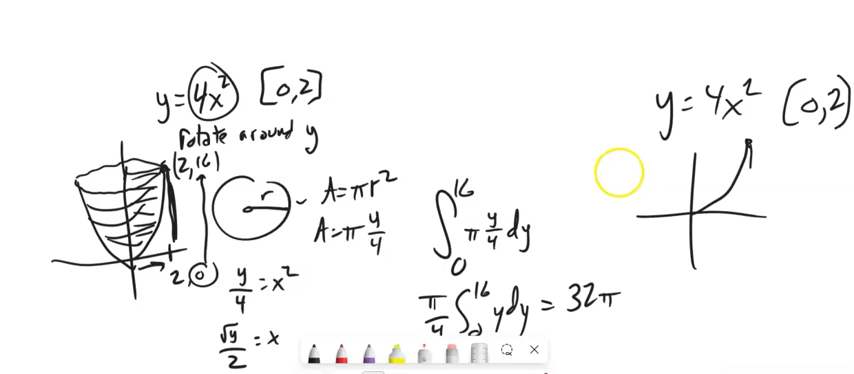 y = 4x² [0,2]
rotate around y
(2,16)
r
A = πr²
A = π y/4
2, 0
y/4 = x²
√y/2 = x
∫₀¹⁶ π y/4 dy
π/4 ∫₀¹⁶ y dy = 32π
y = 4x² [0,2)